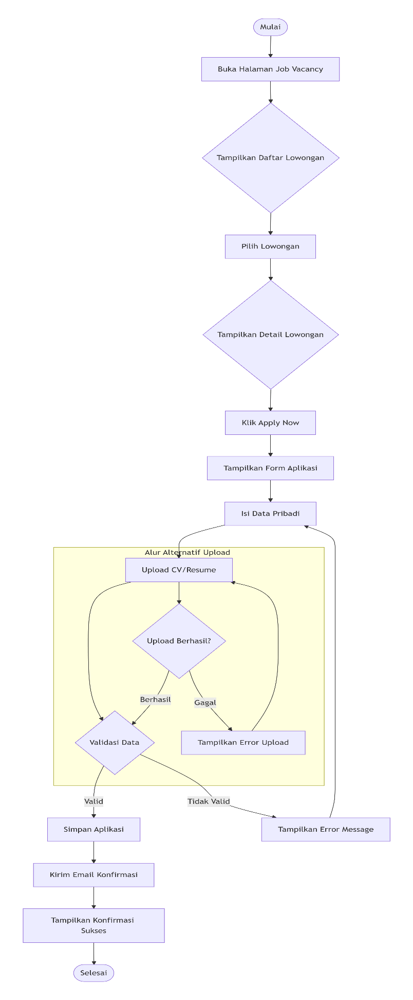 Mulai
Buka Halaman Job Vacancy
Tampilkan Daftar Lowongan
Pilih Lowongan
Tampilkan Detail Lowongan
Klik Apply Now
Tampilkan Form Aplikasi
Isi Data Pribadi
Alur Alternatif Upload
Upload CV/Resume
Upload Berhasil?
Berhasil
Gagal
Validasi Data
Tampilkan Error Upload
Valid
Tidak Valid
Simpan Aplikasi
Tampilkan Error Message
Kirim Email Konfirmasi
Tampilkan Konfirmasi
Sukses
Selesai